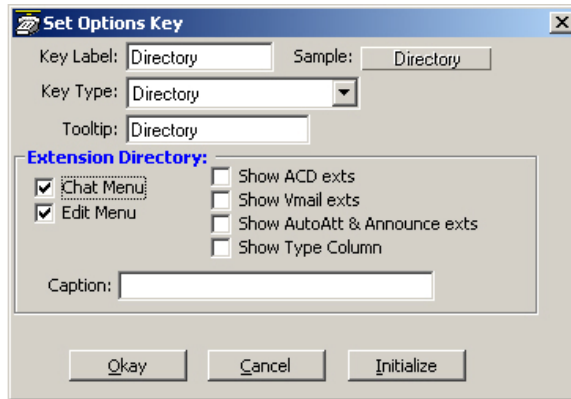 Set Options Key
Key Label: Directory Sample: Directory
Key Type: Directory
Tooltip: Directory
Extension Directory:
Chat Menu
Edit Menu
Show ACD exts
Show Vmail exts
Show AutoAtt & Announce exts
Show Type Column
Caption:
Okay Cancel Initialize